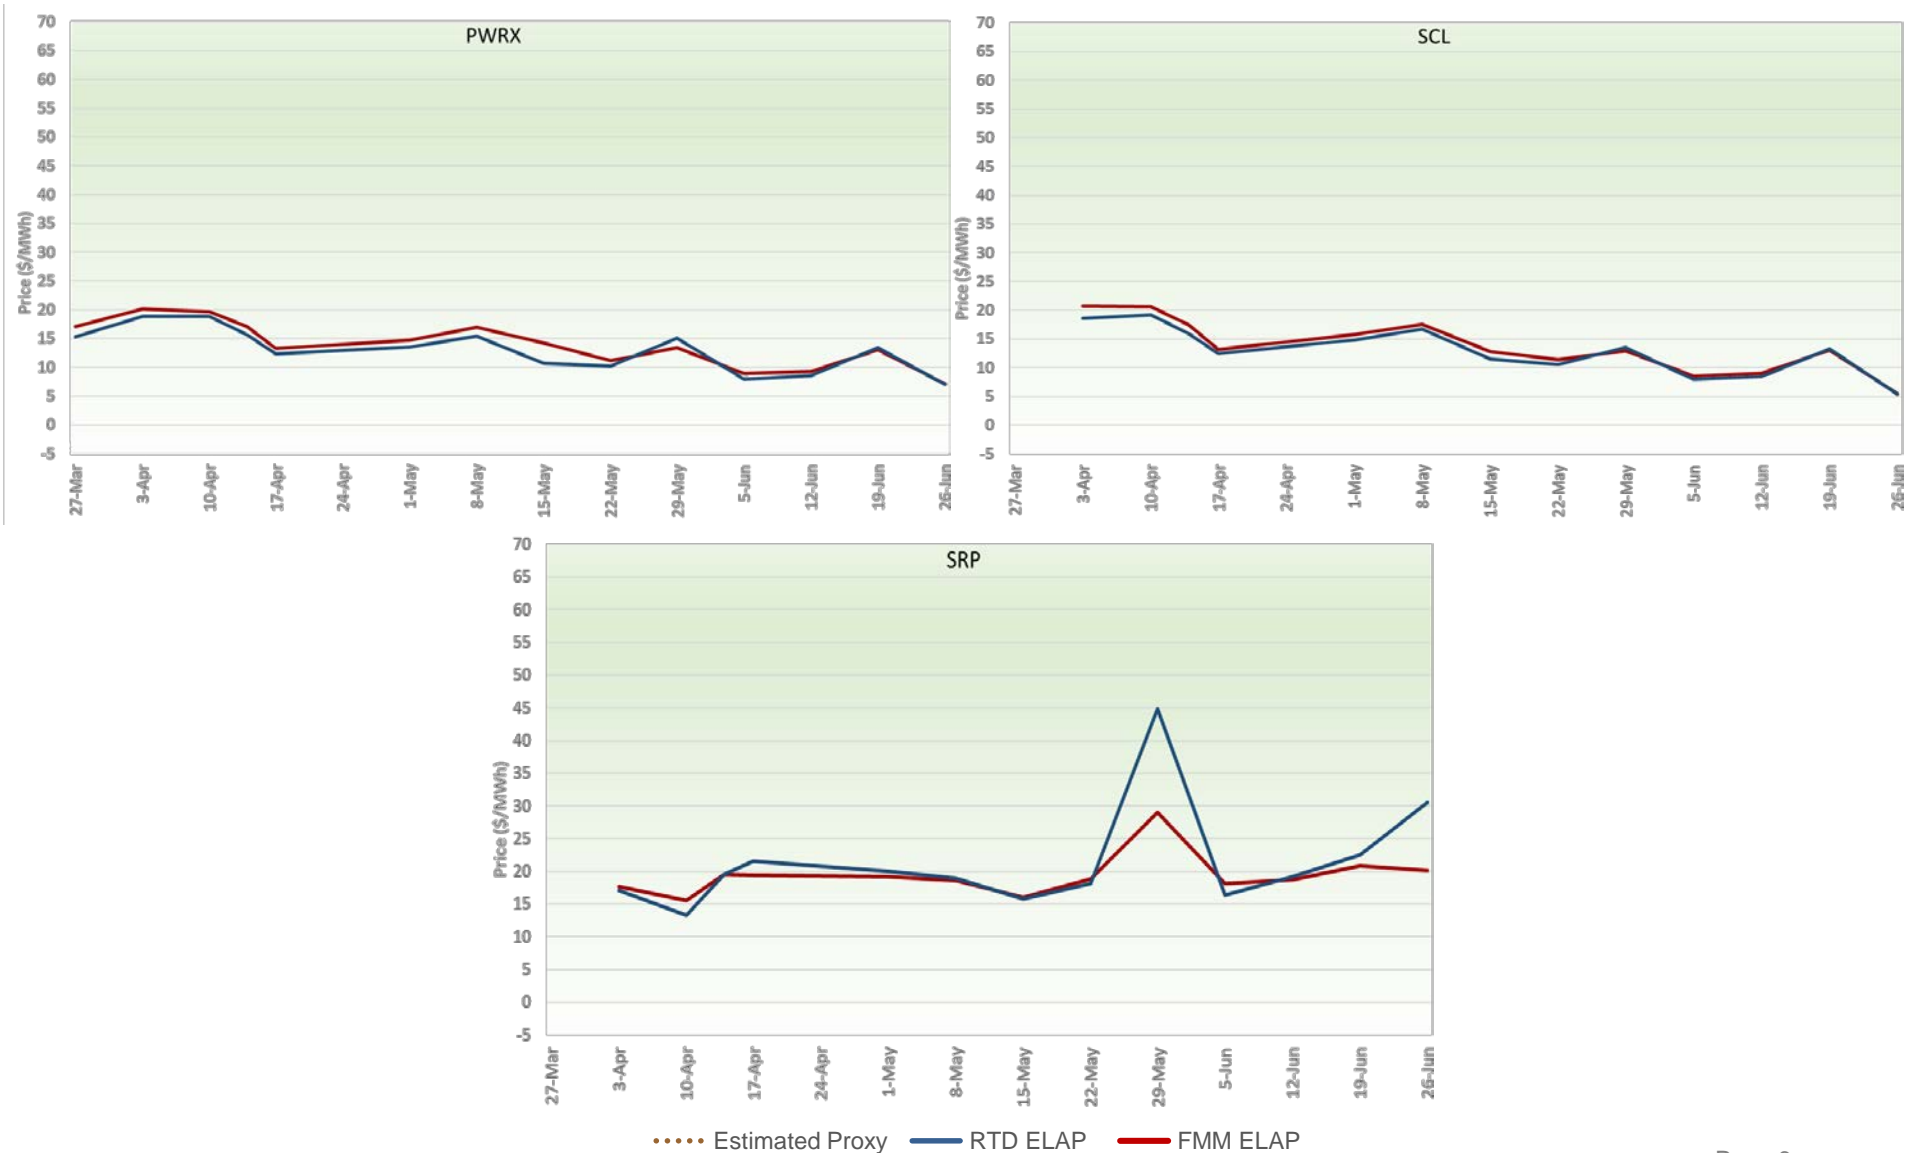 PWRX
70
65
60
55
50
45
40
35
30
25
20
15
10
5
0
-5
Price ($/MWh)
27-Mar
3-Apr
10-Apr
17-Apr
24-Apr
1-May
8-May
15-May
22-May
29-May
5-Jun
12-Jun
19-Jun
26-Jun
SCL
70
65
60
55
50
45
40
35
30
25
20
15
10
5
0
-5
Price ($/MWh)
27-Mar
3-Apr
10-Apr
17-Apr
24-Apr
1-May
8-May
15-May
22-May
29-May
5-Jun
12-Jun
19-Jun
26-Jun
SRP
70
65
60
55
50
45
40
35
30
25
20
15
10
5
0
-5
Price ($/MWh)
27-Mar
3-Apr
10-Apr
17-Apr
24-Apr
1-May
8-May
15-May
22-May
29-May
5-Jun
12-Jun
19-Jun
26-Jun
Estimated Proxy RTD ELAP FMM ELAP